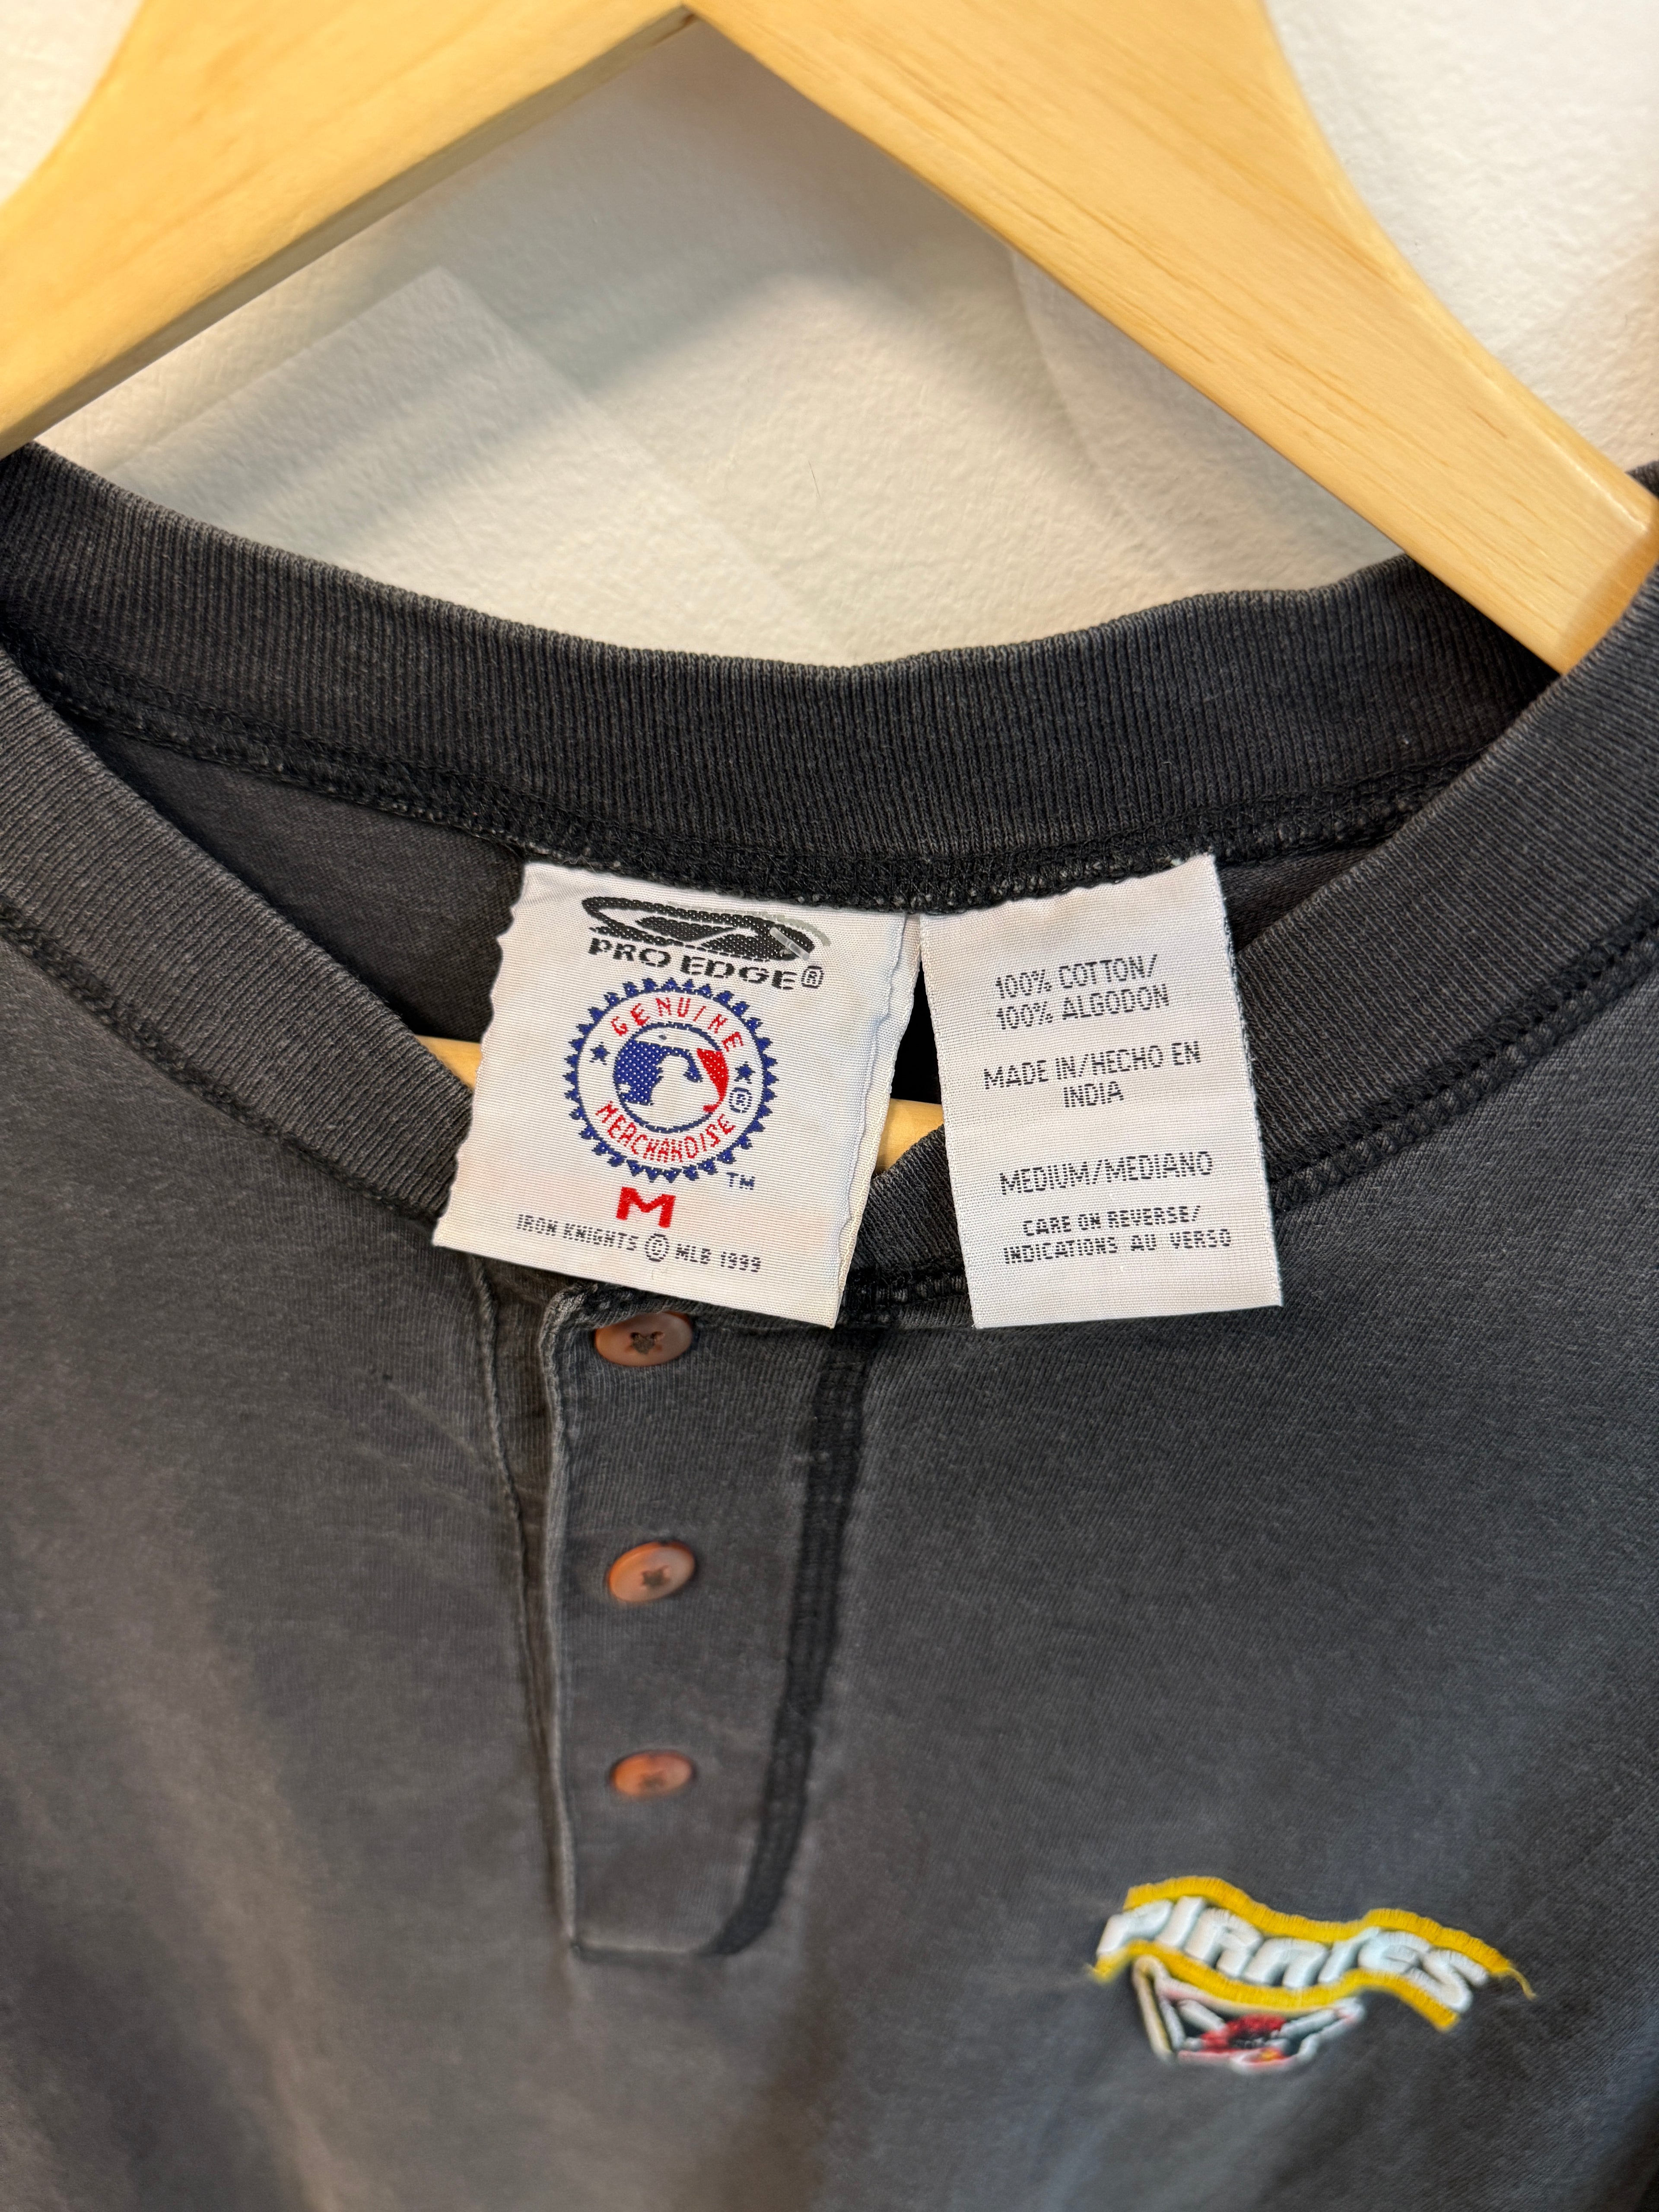 PRO EDGE®
GENUINE
®
MERCHANDISE
TM
M
IRON KNIGHTS © MLB 1999
100% COTTON/
100% ALGODON
MADE IN/HECHO EN
INDIA
MEDIUM/MEDIANO
CARE ON REVERSE/
INDICATIONS AU VERSO
PIRATES